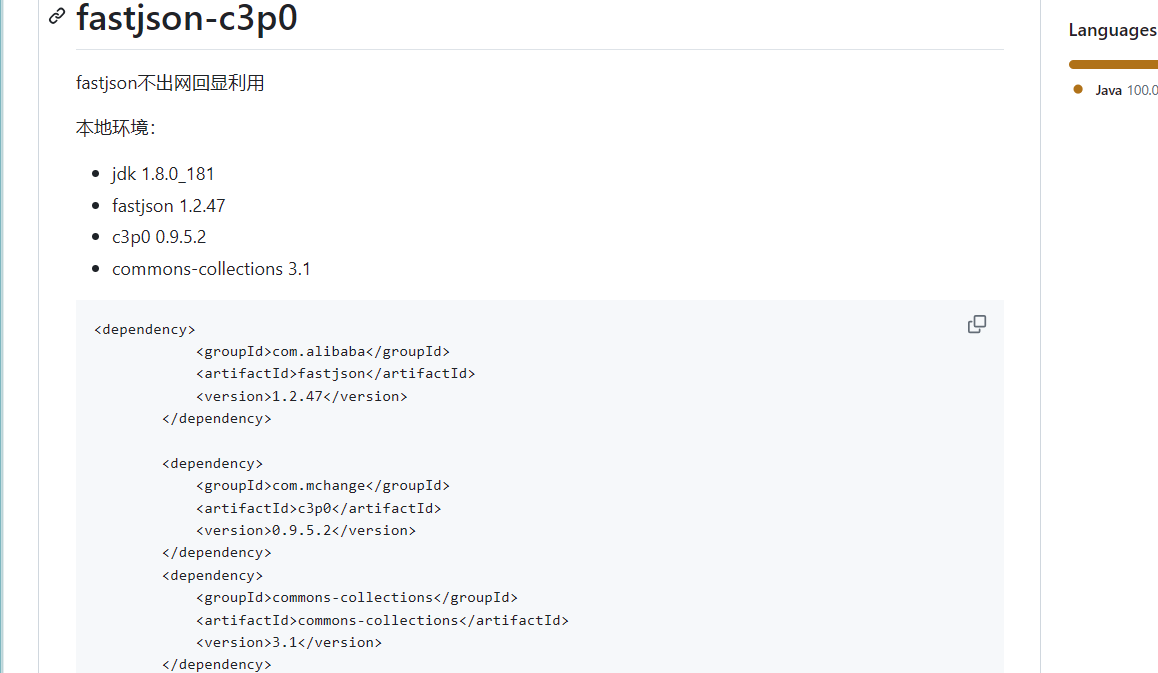 fastjson-c3p0
Languages
Java 100.0
fastjson不出网回显利用
本地环境：
jdk 1.8.0_181
fastjson 1.2.47
c3p0 0.9.5.2
commons-collections 3.1
<dependency>
<groupId>com.alibaba</groupId>
<artifactId>fastjson</artifactId>
<version>1.2.47</version>
</dependency>
<dependency>
<groupId>com.mchange</groupId>
<artifactId>c3p0</artifactId>
<version>0.9.5.2</version>
</dependency>
<dependency>
<groupId>commons-collections</groupId>
<artifactId>commons-collections</artifactId>
<version>3.1</version>
</dependency>